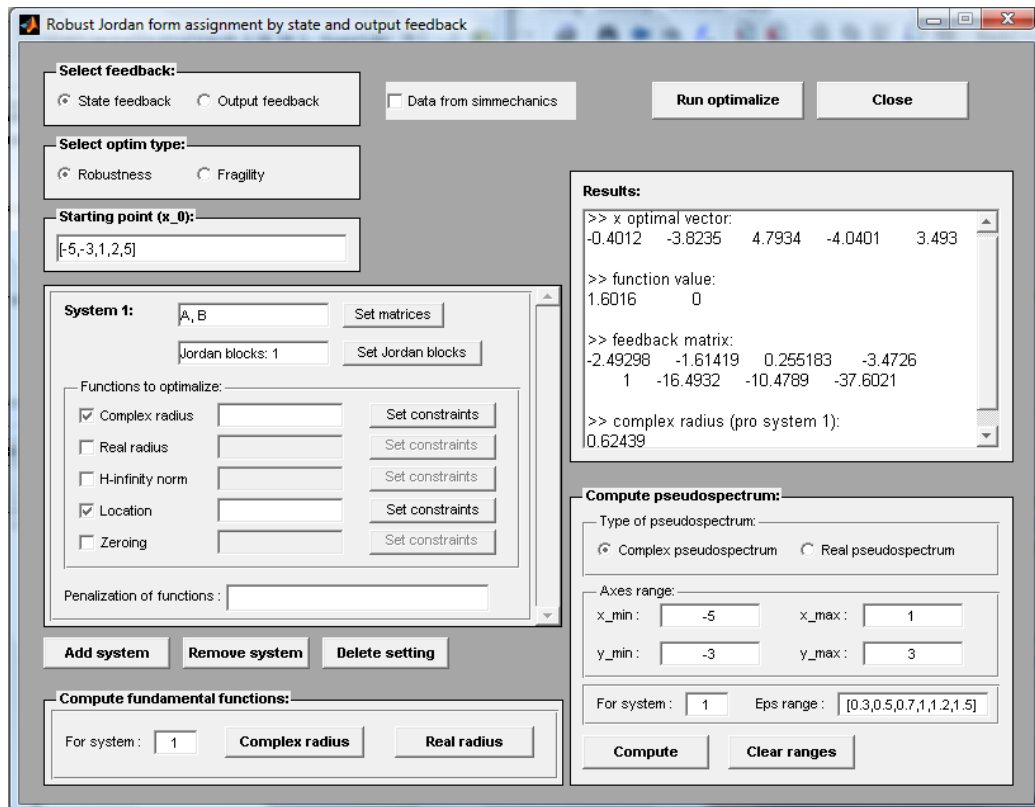 Robust Jordan form assignment by state and output feedback
Select feedback:
State feedback Output feedback
Data from simmechanics
Run optimalize
Close
Select optim type:
Robustness Fragility
Starting point (x_0):
[-5,-3,1,2,5]
System 1:
A, B
Set matrices
Jordan blocks: 1
Set Jordan blocks
Functions to optimalize:
Complex radius
Set constraints
Real radius
Set constraints
H-infinity norm
Set constraints
Location
Set constraints
Zeroing
Set constraints
Penalization of functions :
Add system
Remove system
Delete setting
Compute fundamental functions:
For system : 1
Complex radius
Real radius
Results:
>> x optimal vector:
-0.4012 -3.8235 4.7934 -4.0401 3.493
>> function value:
1.6016 0
>> feedback matrix:
-2.49298 -1.61419 0.255183 -3.4726
1 -16.4932 -10.4789 -37.6021
>> complex radius (pro system 1):
0.62439
Compute pseudospectrum:
Type of pseudospectrum:
Complex pseudospectrum Real pseudospectrum
Axes range:
x_min : -5 x_max : 1
y_min : -3 y_max : 3
For system : 1 Eps range : [0.3,0.5,0.7,1,1.2,1.5]
Compute
Clear ranges